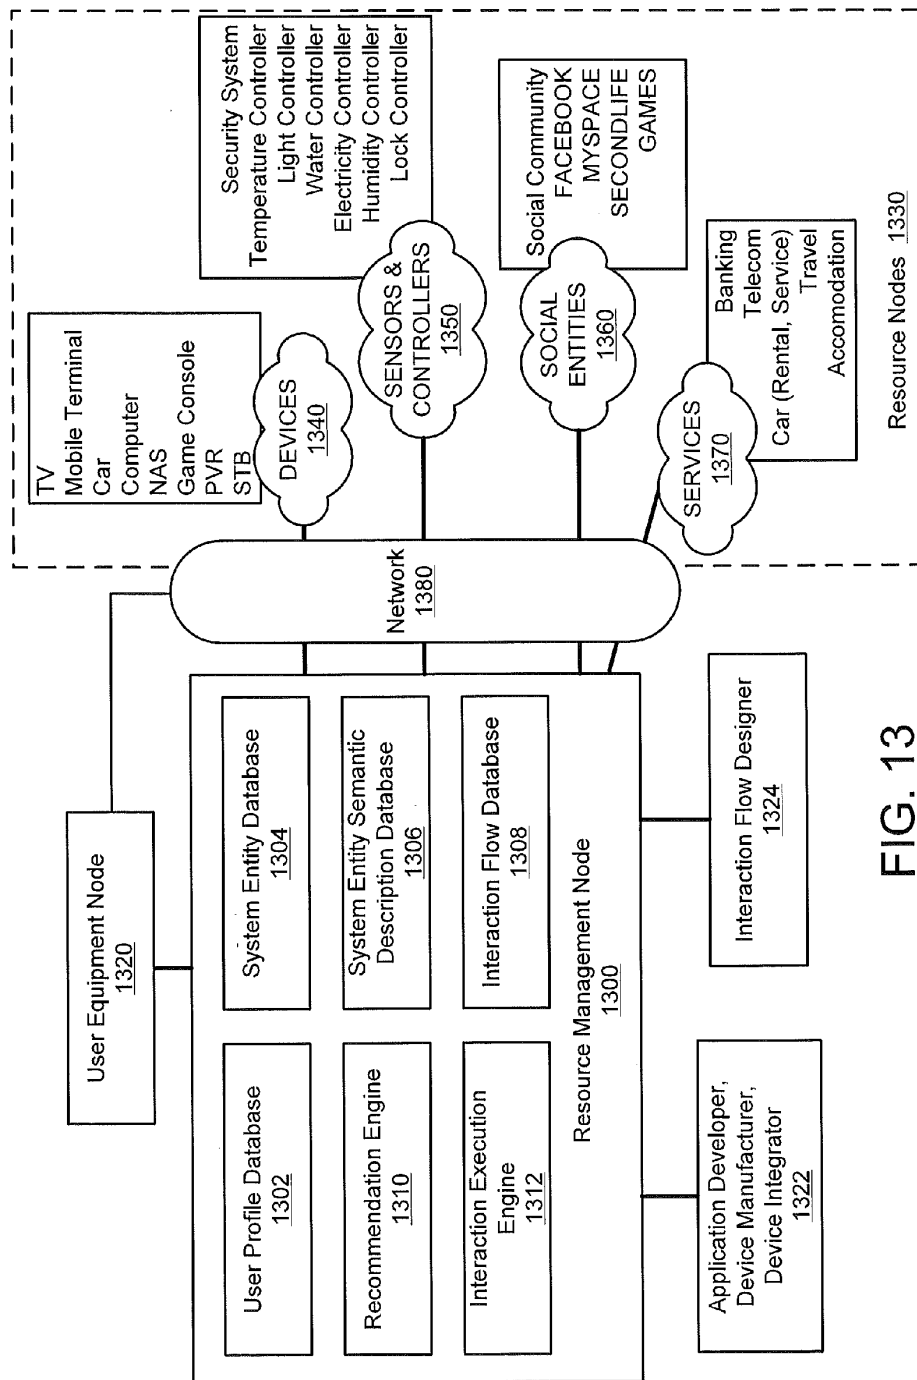 User Equipment Node
1320
User Profile Database
1302
System Entity Database
1304
Recommendation Engine
1310
System Entity Semantic
Description Database
1306
Interaction Execution
Engine
1312
Interaction Flow Database
1308
Resource Management Node
1300
Application Developer,
Device Manufacturer,
Device Integrator
1322
Interaction Flow Designer
1324
Network
1380
TV
Mobile Terminal
Car
Computer
NAS
Game Console
PVR
STB
DEVICES
1340
Security System
Temperature Controller
Light Controller
Water Controller
Electricity Controller
Humidity Controller
Lock Controller
SENSORS &
CONTROLLERS
1350
Social Community
FACEBOOK
MYSPACE
SECONDLIFE
GAMES
SOCIAL
ENTITIES
1360
Banking
Telecom
Car (Rental, Service)
Travel
Accomodation
SERVICES
1370
Resource Nodes 1330
FIG. 13